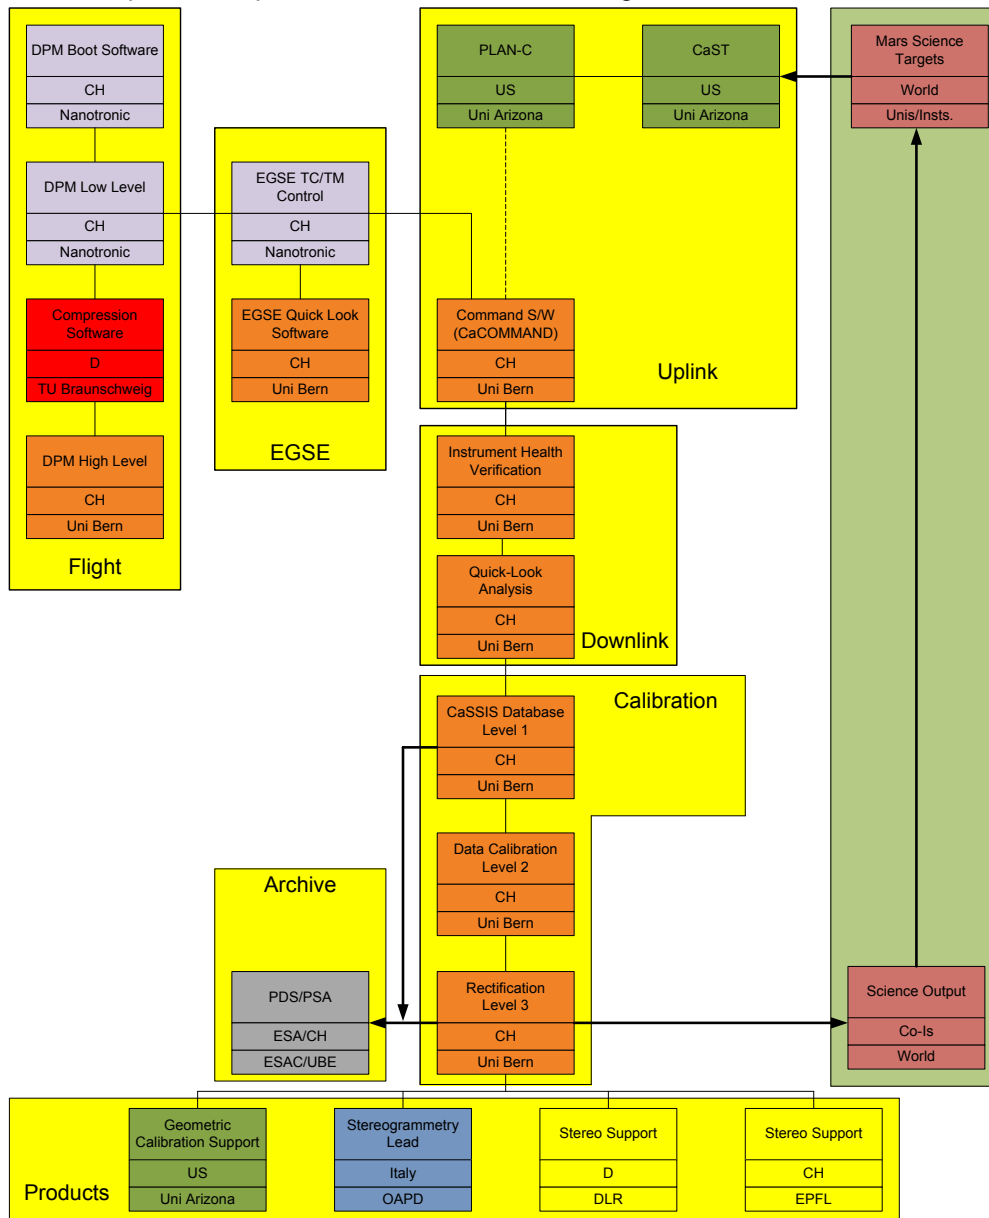 DPM Boot Software
CH
Nanotronic
DPM Low Level
CH
Nanotronic
Compression
Software
D
TU Braunschweig
DPM High Level
CH
Uni Bern
Flight
EGSE TC/TM
Control
CH
Nanotronic
EGSE Quick Look
Software
CH
Uni Bern
EGSE
PLAN-C
US
Uni Arizona
CaST
US
Uni Arizona
Command S/W
(CaCOMMAND)
CH
Uni Bern
Uplink
Mars Science
Targets
World
Unis/Insts.
Instrument Health
Verification
CH
Uni Bern
Quick-Look
Analysis
CH
Uni Bern
Downlink
CaSSIS Database
Level 1
CH
Uni Bern
Calibration
Data Calibration
Level 2
CH
Uni Bern
Rectification
Level 3
CH
Uni Bern
Archive
PDS/PSA
ESA/CH
ESAC/UBE
Science Output
Co-Is
World
Products
Geometric
Calibration Support
US
Uni Arizona
Stereogrammetry
Lead
Italy
OAPD
Stereo Support
D
DLR
Stereo Support
CH
EPFL